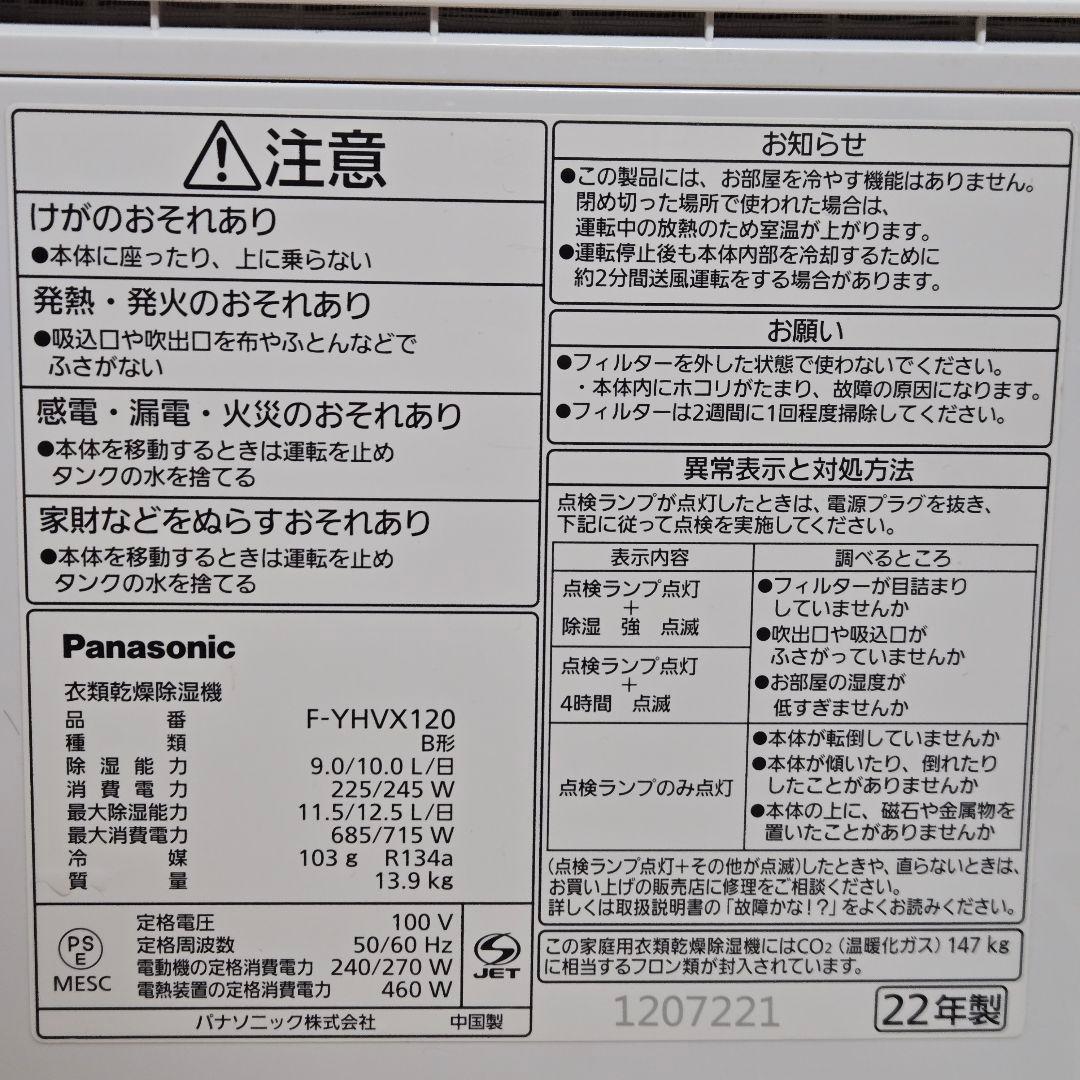 注意
けがのおそれあり
●本体に座ったり、上に乗らない
発熱・発火のおそれあり
●吸込口や吹出口を布やふとんなどで
ふさがない
感電・漏電・火災のおそれあり
●本体を移動するときは運転を止め
タンクの水を捨てる
家財などをぬらすおそれあり
●本体を移動するときは運転を止め
タンクの水を捨てる
Panasonic
衣類乾燥除湿機
品番 F-YHVX120
種類 B形
除湿能力 9.0/10.0 L/日
消費電力 225/245 W
最大除湿能力 11.5/12.5 L/日
最大消費電力 685/715 W
冷媒 103 g R134a
質量 13.9 kg
PS
E
MESC
定格電圧 100 V
定格周波数 50/60 Hz
電動機の定格消費電力 240/270 W
電熱装置の定格消費電力 460 W
JET
パナソニック株式会社 中国製
お知らせ
●この製品には、お部屋を冷やす機能はありません。
閉め切った場所で使われた場合は、
運転中の放熱のため室温が上がります。
●運転停止後も本体内部を冷却するために
約2分間送風運転をする場合があります。
お願い
●フィルターを外した状態で使わないでください。
・本体内にホコリがたまり、故障の原因になります。
●フィルターは2週間に1回程度掃除してください。
異常表示と対処方法
点検ランプが点灯したときは、電源プラグを抜き、
下記に従って点検を実施してください。
表示内容 調べるところ
点検ランプ点灯
+
除湿 強 点滅
点検ランプ点灯
+
4時間 点滅
●フィルターが目詰まり
していませんか
●吹出口や吸込口が
ふさがっていませんか
●お部屋の湿度が
低すぎませんか
点検ランプのみ点灯
●本体が転倒していませんか
●本体が傾いたり、倒れたり
したことがありませんか
●本体の上に、磁石や金属物を
置いたことがありませんか
(点検ランプ点灯+その他が点滅)したときや、直らないときは、
お買い上げの販売店に修理をご相談ください。
詳しくは取扱説明書の「故障かな!?」をよくお読みください。
この家庭用衣類乾燥除湿機にはCO₂(温暖化ガス)147 kg
に相当するフロン類が封入されています。
1207221
22年製